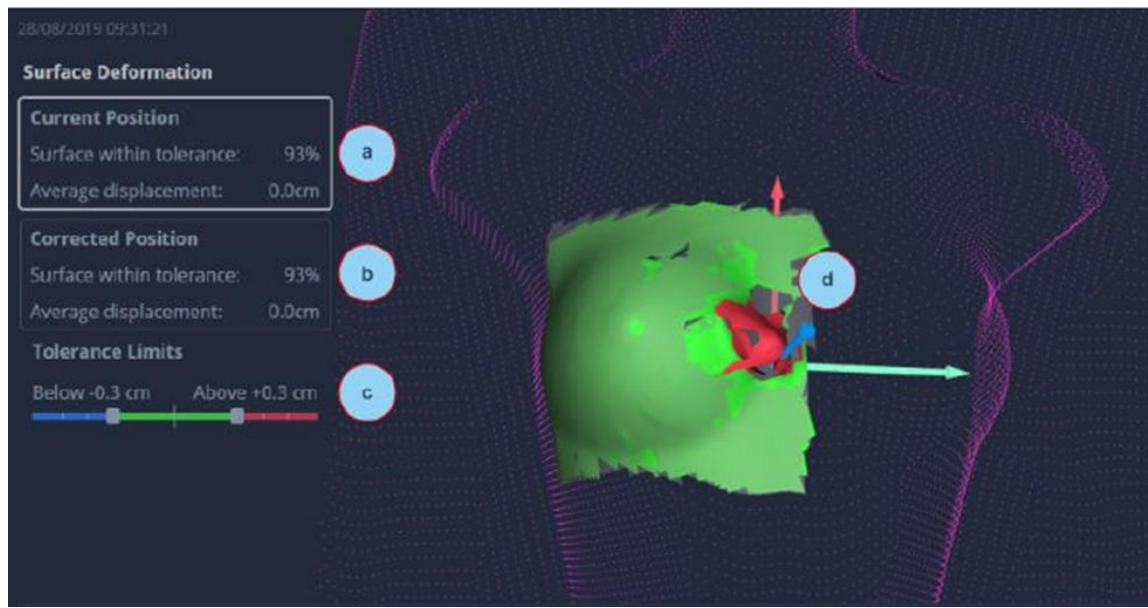 28/08/2019 09:31:21
Surface Deformation
Current Position
Surface within tolerance: 93%
Average displacement: 0.0cm
a
Corrected Position
Surface within tolerance: 93%
Average displacement: 0.0cm
b
Tolerance Limits
Below -0.3 cm Above +0.3 cm
c
d